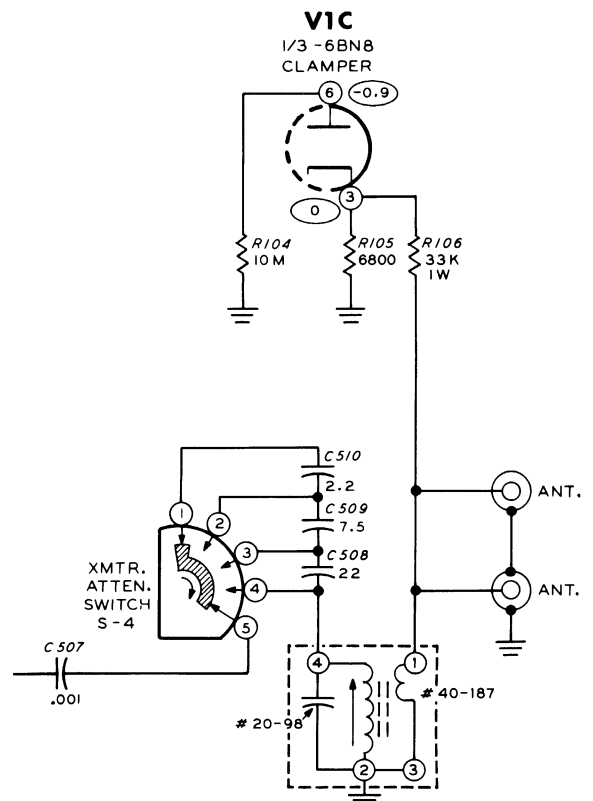 V1C
1/3 -6BN8
CLAMPER
6
-0.9
3
0
R104
10 M
R105
6800
R106
33 K
1W
C510
2.2
C509
7.5
C508
22
1
2
3
4
5
XMTR.
ATTEN.
SWITCH
S-4
ANT.
ANT.
C507
.001
4
1
# 40-187
# 20-98
2
3